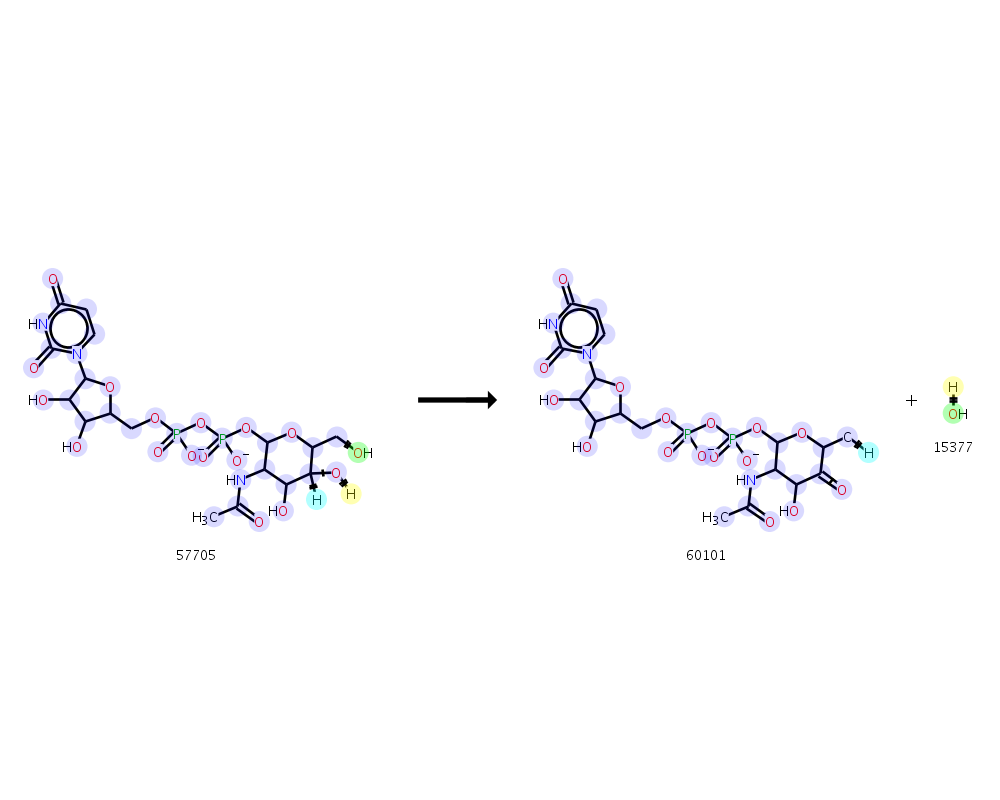 O O
HN HN
O N O N
O O
HO HO
HO HO
O P O P O O O P O P O O
O O⁻ O O⁻ OH O O⁻ O O⁻ C H
O H O
HN H HN
HO HO
H₃C O H₃C O
+
H
OH
57705 60101 15377